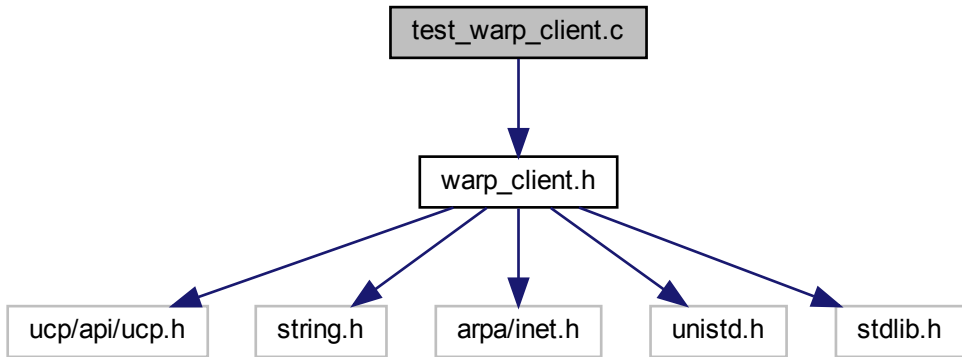 test_warp_client.c
warp_client.h
ucp/api/ucp.h
string.h
arpa/inet.h
unistd.h
stdlib.h